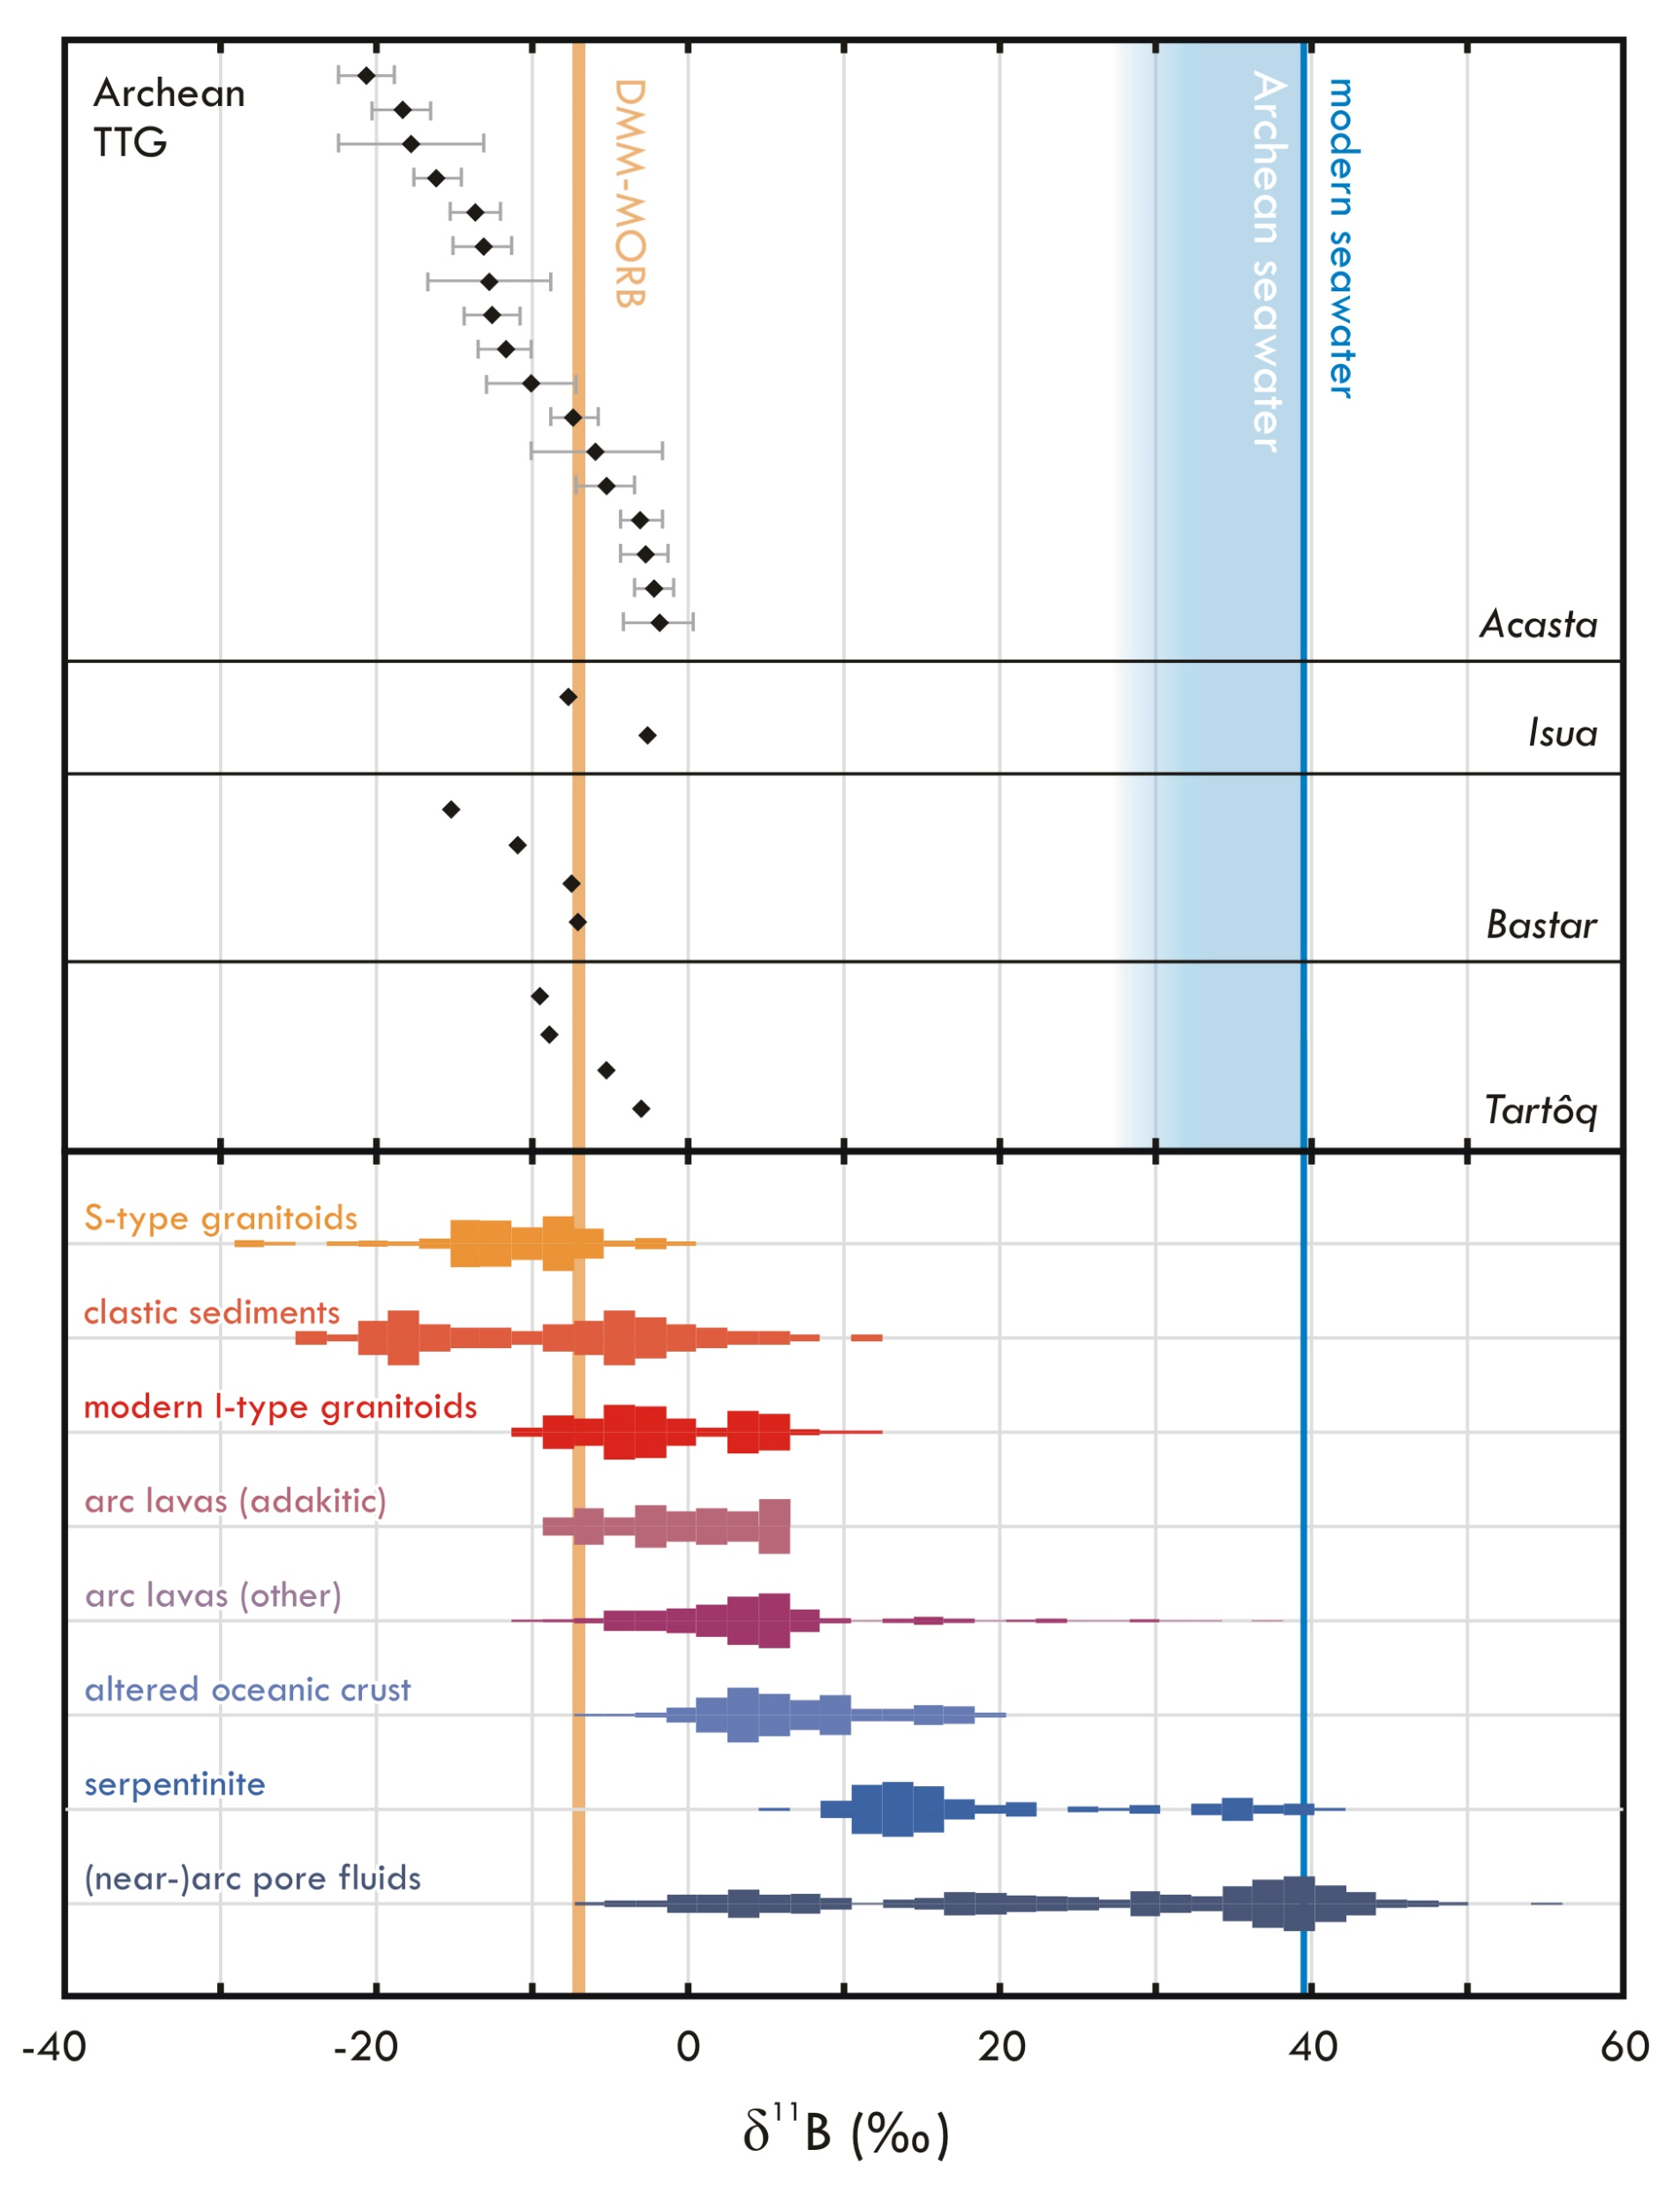 Archean
TTG
DMM-MORB
Archean seawater
modern seawater
Acasta
Isua
Bastar
Tartôq
S-type granitoids
clastic sediments
modern I-type granitoids
arc lavas (adakitic)
arc lavas (other)
altered oceanic crust
serpentinite
(near-)arc pore fluids
-40 -20 0 20 40 60
δ¹¹B (‰)